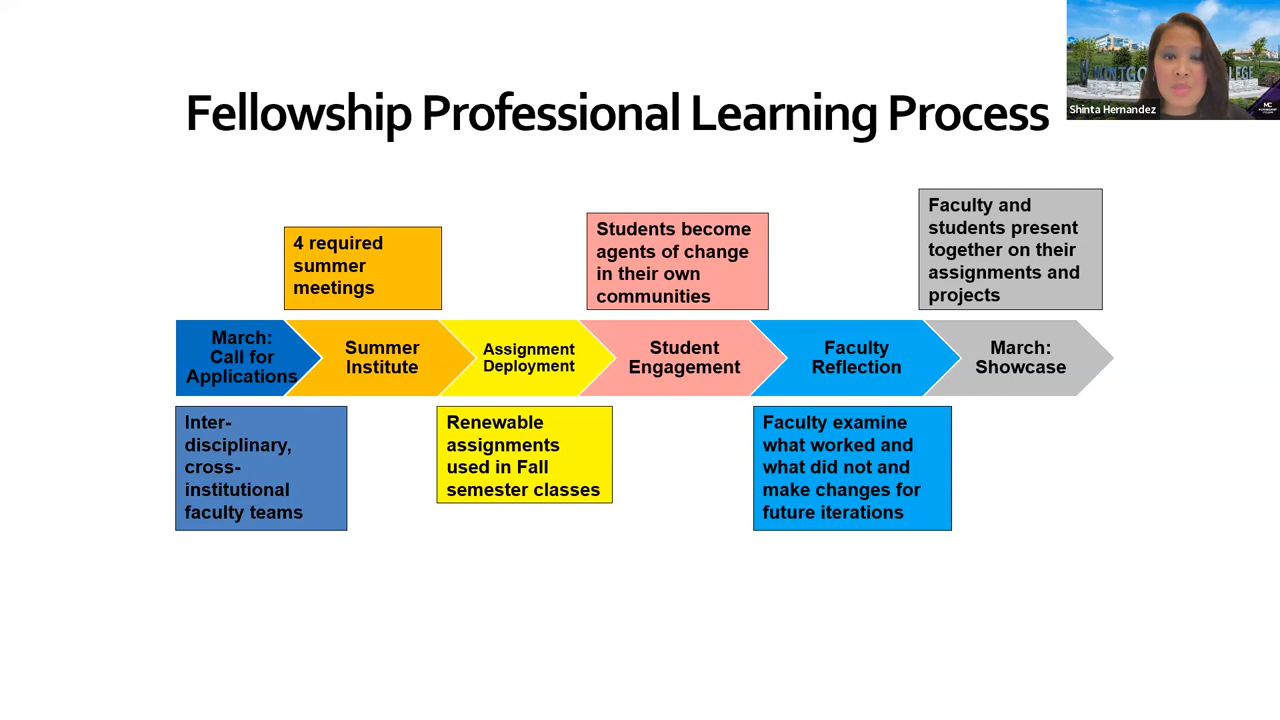 Fellowship Professional Learning Process
Shinta Hernandez
4 required
summer
meetings
Students become
agents of change
in their own
communities
Faculty and
students present
together on their
assignments and
projects
March:
Call for
Applications
Summer
Institute
Assignment
Deployment
Student
Engagement
Faculty
Reflection
March:
Showcase
Inter-
disciplinary,
cross-
institutional
faculty teams
Renewable
assignments
used in Fall
semester classes
Faculty examine
what worked and
what did not and
make changes for
future iterations